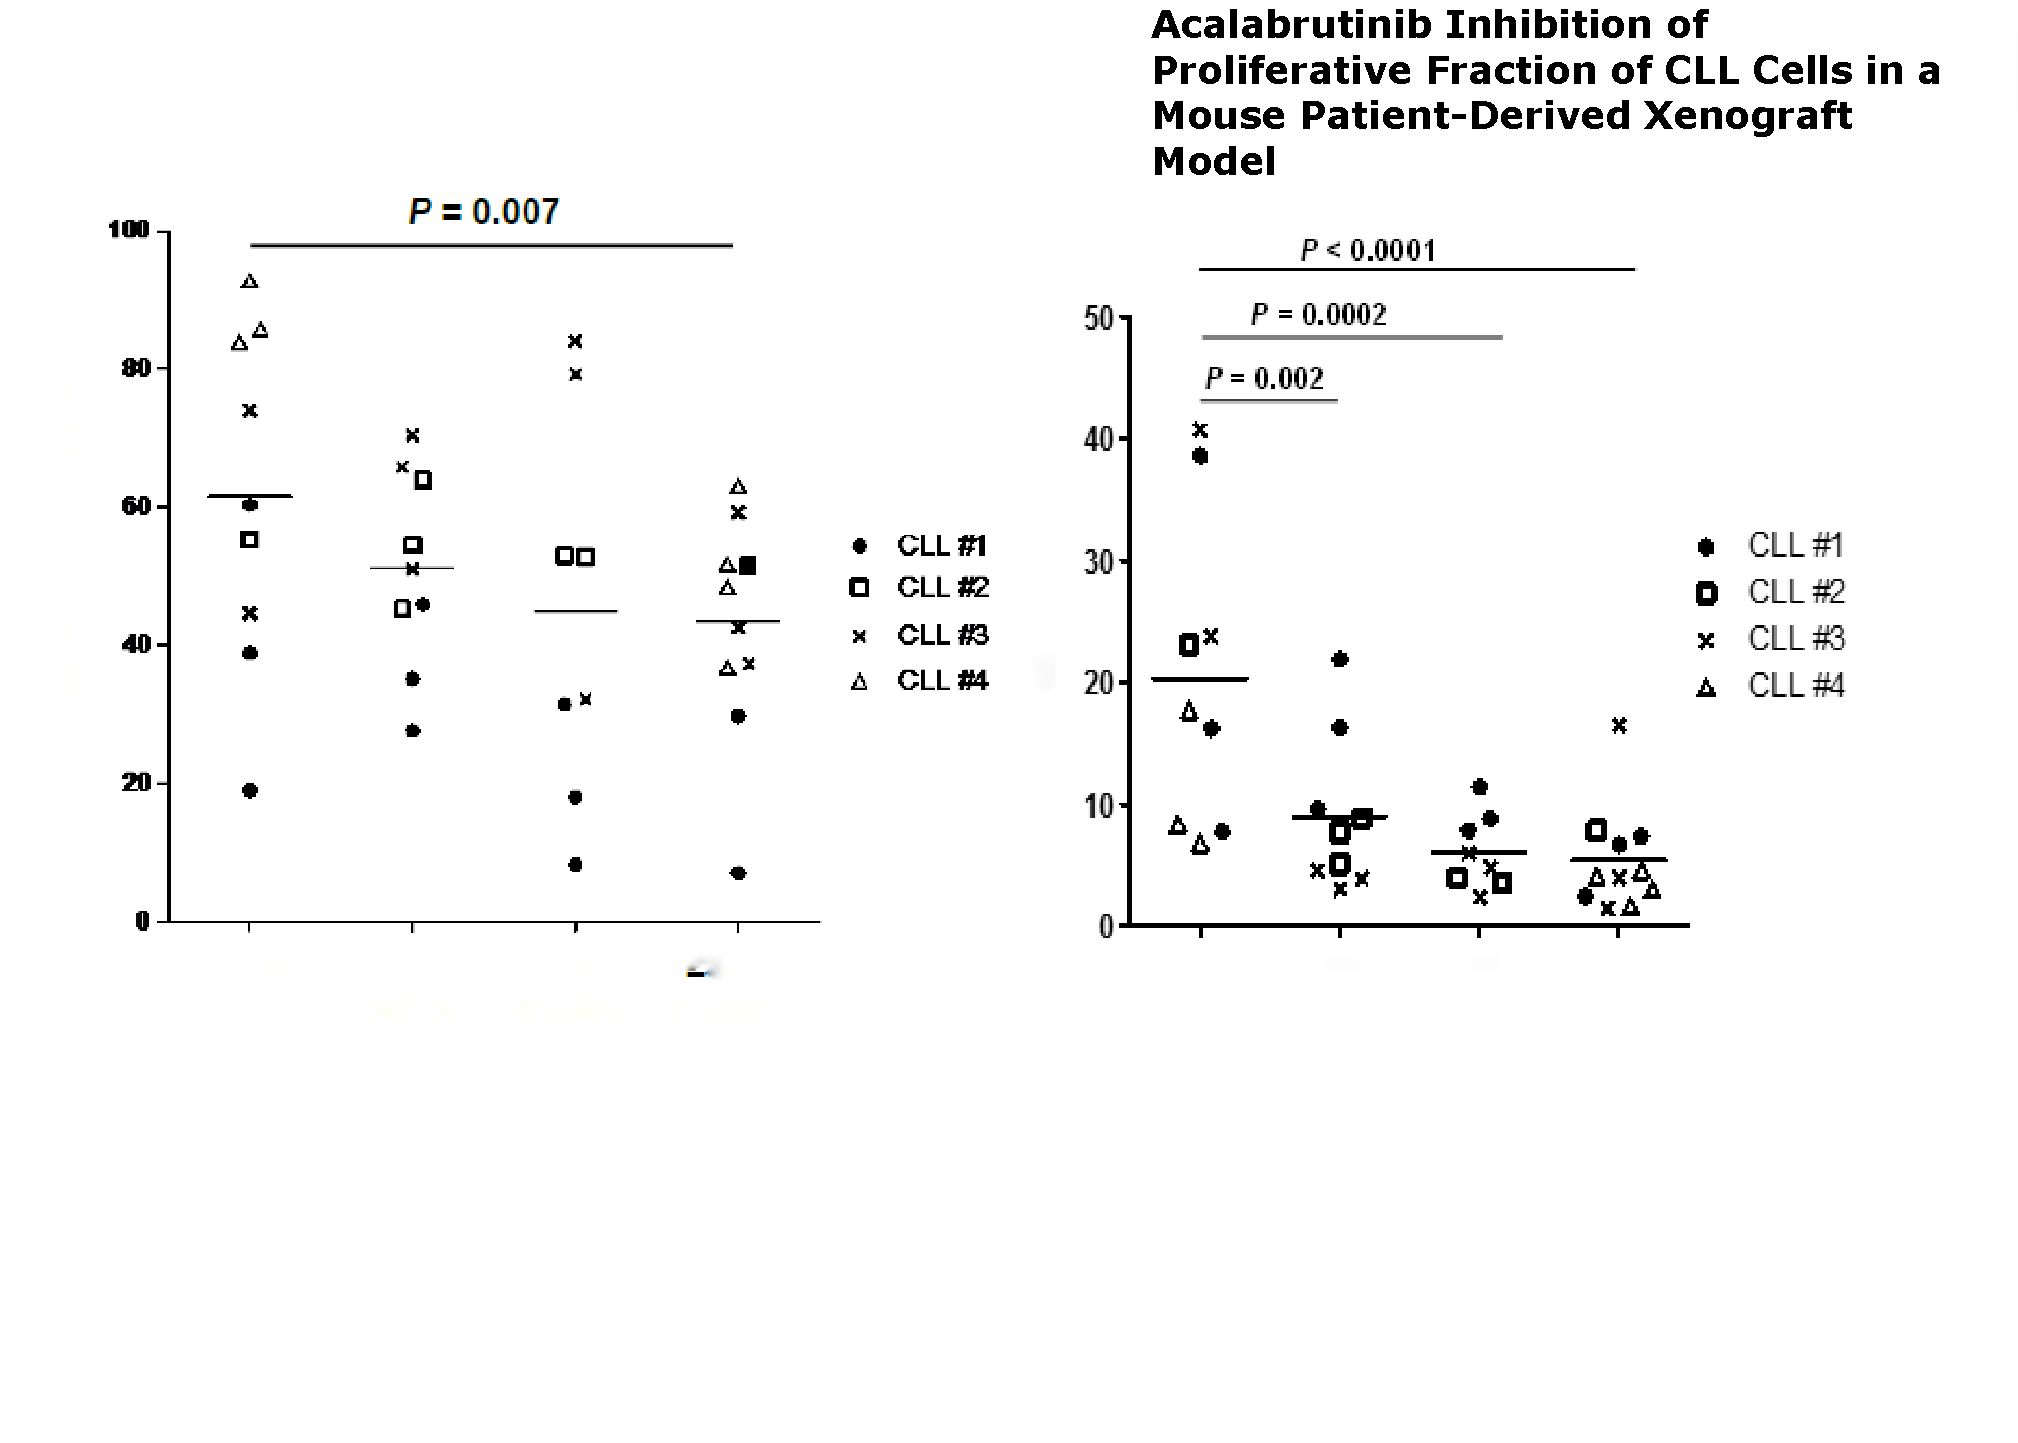 Acalabrutinib Inhibition of
Proliferative Fraction of CLL Cells in a
Mouse Patient-Derived Xenograft
Model
P = 0.007
100
80
60
40
20
0
CLL #1
CLL #2
CLL #3
CLL #4
P < 0.0001
P = 0.0002
P = 0.002
50
40
30
20
10
0
CLL #1
CLL #2
CLL #3
CLL #4